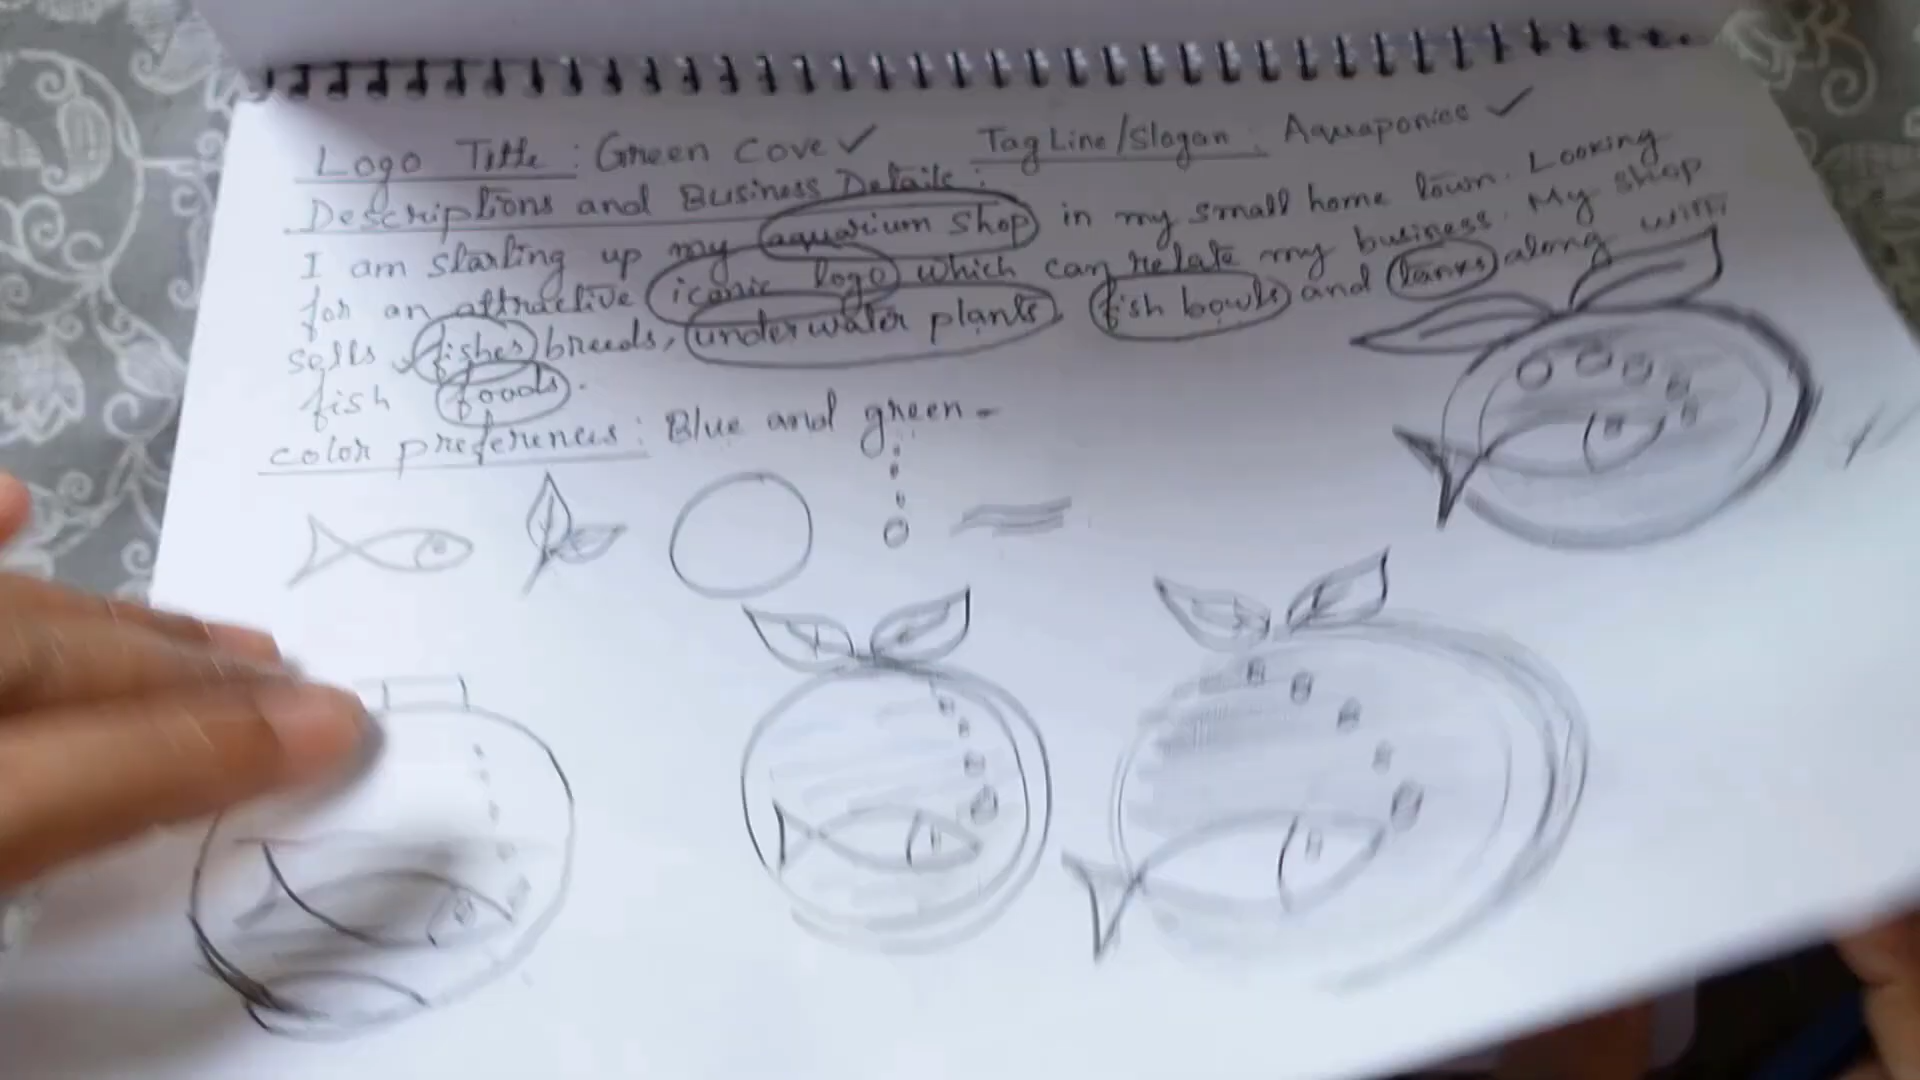 Logo Title : Green Cove ✓ TagLine/Slogan : Aquaponics ✓
Descriptions and Business Details :
I am starting up my aquarium shop in my small home town. Looking
for an attractive iconic logo which can relate my business. My shop
sells fishes breeds, underwater plants, fish bowls and tanks along with
fish foods.
color preferences : Blue and green -